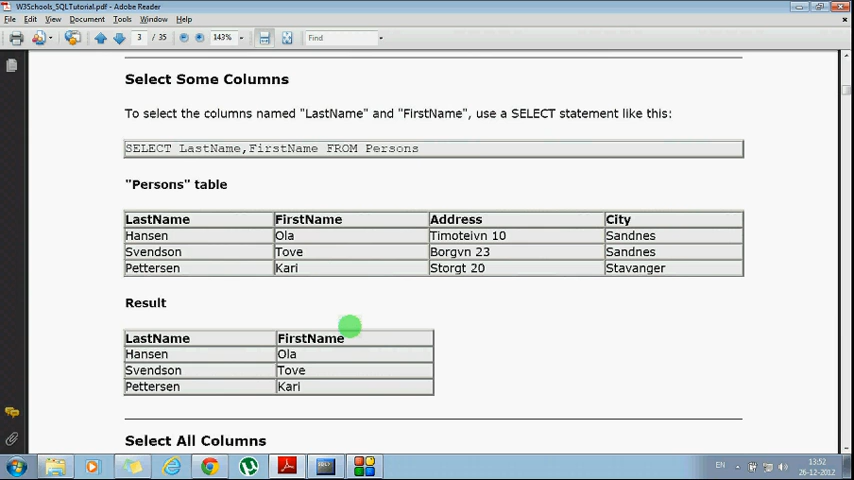 W3Schools_SQLTutorial.pdf - Adobe Reader
File Edit View Document Tools Window Help
3 / 35 143% Find
Select Some Columns
To select the columns named "LastName" and "FirstName", use a SELECT statement like this:
SELECT LastName,FirstName FROM Persons
"Persons" table
LastName FirstName Address City
Hansen Ola Timoteivn 10 Sandnes
Svendson Tove Borgvn 23 Sandnes
Pettersen Kari Storgt 20 Stavanger
Result
LastName FirstName
Hansen Ola
Svendson Tove
Pettersen Kari
Select All Columns
EN 13:52
26-12-2012